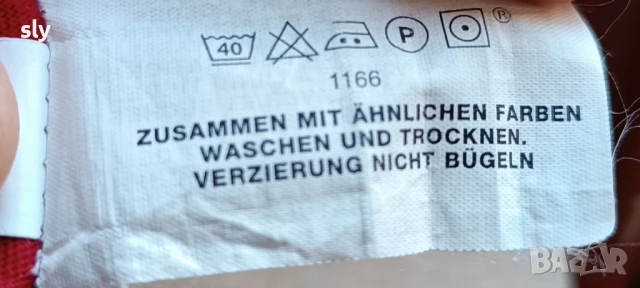 sly
40 P ®
1166
ZUSAMMEN MIT ÄHNLICHEN FARBEN
WASCHEN UND TROCKNEN.
VERZIERUNG NICHT BÜGELN
BAZAR